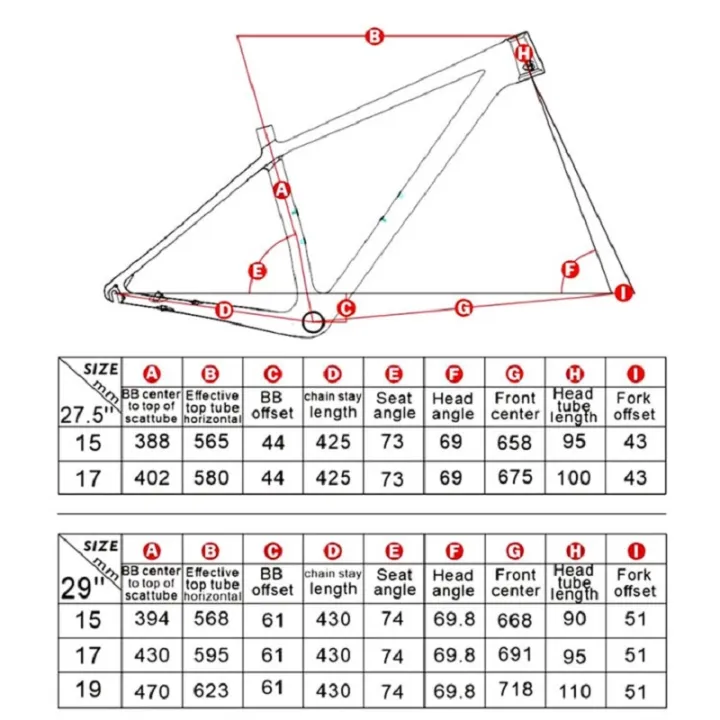 B
H
A
E
F
D
C
G
I
SIZE A B C D E F G H I
mm BB center Effective BB chain stay Seat Head Front Head Fork
to top of top tube offset length angle angle center tube offset
27.5" scattube horizontal length
15 388 565 44 425 73 69 658 95 43
17 402 580 44 425 73 69 675 100 43
SIZE A B C D E F G H I
mm BB center Effective BB chain stay Seat Head Front Head Fork
to top of top tube offset length angle angle center tube offset
29" scattube horizontal length
15 394 568 61 430 74 69.8 668 90 51
17 430 595 61 430 74 69.8 691 95 51
19 470 623 61 430 74 69.8 718 110 51